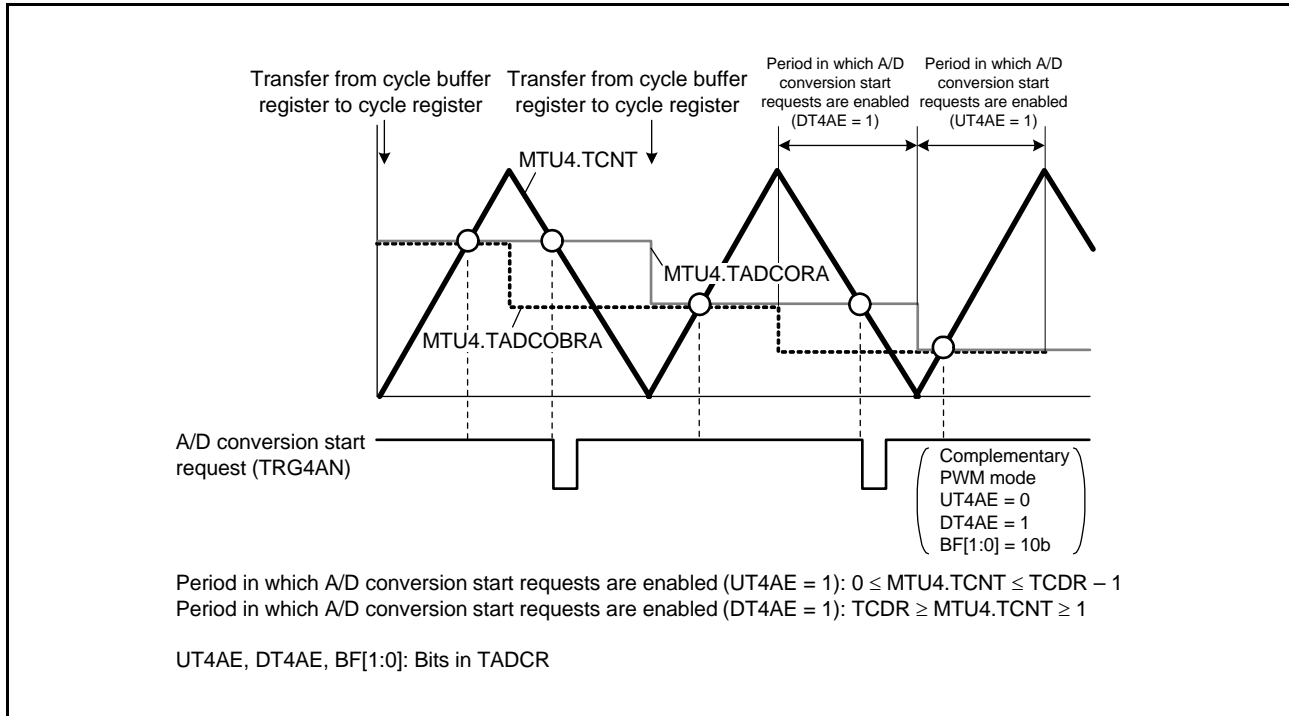 Transfer from cycle buffer
register to cycle register
Transfer from cycle buffer
register to cycle register
Period in which A/D
conversion start
requests are enabled
(DT4AE = 1)
Period in which A/D
conversion start
requests are enabled
(UT4AE = 1)
MTU4.TCNT
MTU4.TADCORA
MTU4.TADCOBRA
A/D conversion start
request (TRG4AN)
Complementary
PWM mode
UT4AE = 0
DT4AE = 1
BF[1:0] = 10b
Period in which A/D conversion start requests are enabled (UT4AE = 1): 0 ≤ MTU4.TCNT ≤ TCDR – 1
Period in which A/D conversion start requests are enabled (DT4AE = 1): TCDR ≥ MTU4.TCNT ≥ 1
UT4AE, DT4AE, BF[1:0]: Bits in TADCR